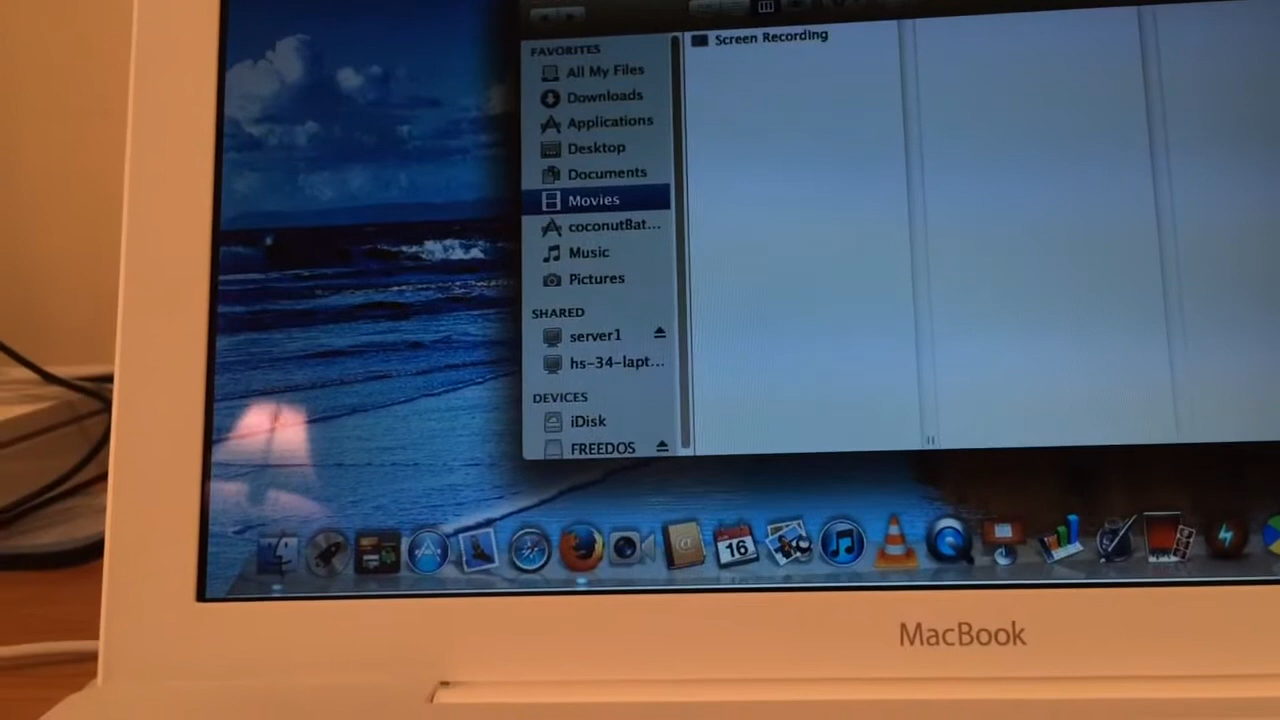 FAVORITES
All My Files
Downloads
Applications
Desktop
Documents
Movies
coconutBat...
Music
Pictures
SHARED
server1
hs-34-lapt...
DEVICES
iDisk
FREEDOS
Screen Recording
16
MacBook